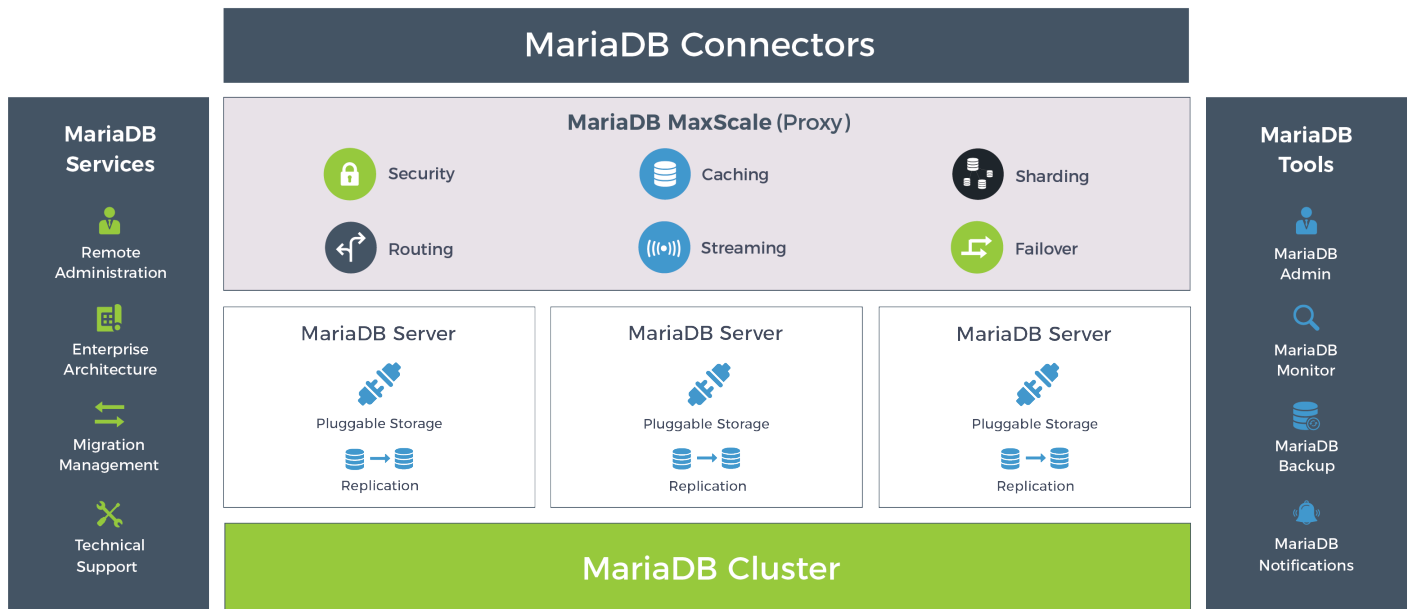 MariaDB Connectors
MariaDB
Services
Remote
Administration
Enterprise
Architecture
Migration
Management
Technical
Support
MariaDB MaxScale (Proxy)
Security
Caching
Sharding
Routing
Streaming
Failover
MariaDB Server
Pluggable Storage
Replication
MariaDB Server
Pluggable Storage
Replication
MariaDB Server
Pluggable Storage
Replication
MariaDB Cluster
MariaDB
Tools
MariaDB
Admin
MariaDB
Monitor
MariaDB
Backup
MariaDB
Notifications